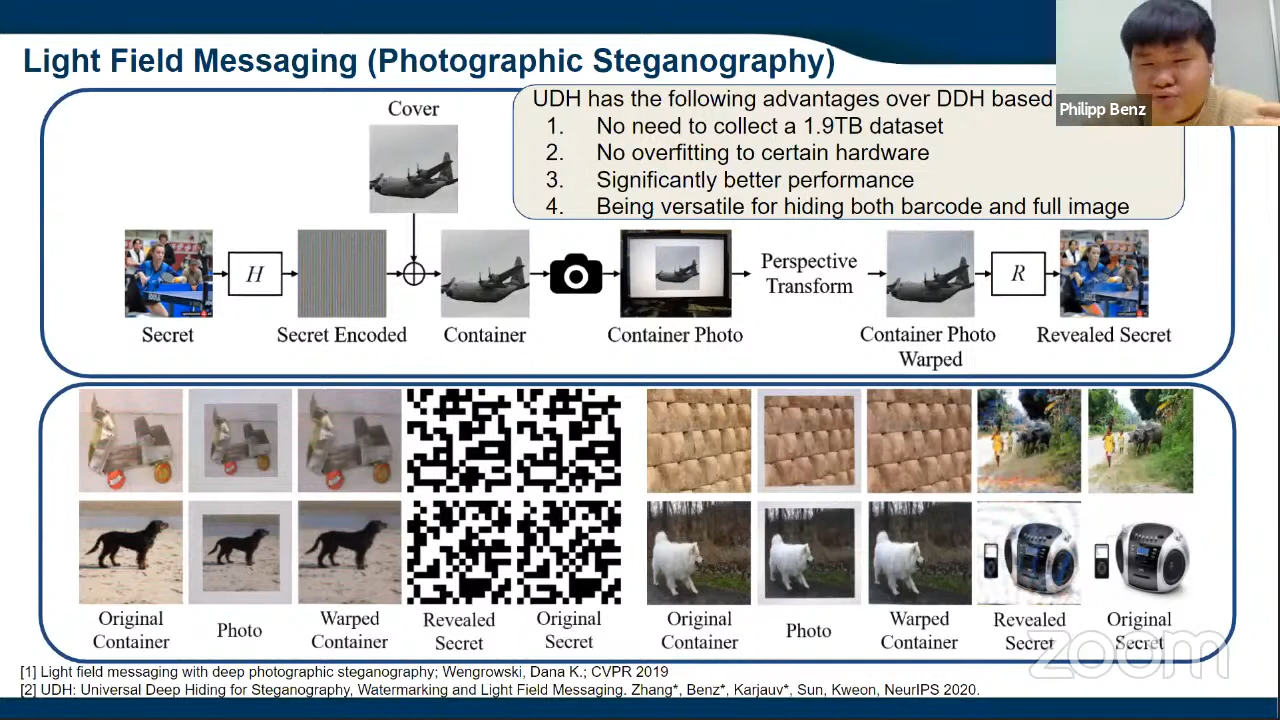 Light Field Messaging (Photographic Steganography)
Philipp Benz
UDH has the following advantages over DDH based
1. No need to collect a 1.9TB dataset
2. No overfitting to certain hardware
3. Significantly better performance
4. Being versatile for hiding both barcode and full image
Cover
H
Perspective
Transform
R
Secret
Secret Encoded
Container
Container Photo
Container Photo
Warped
Revealed Secret
Original
Container
Photo
Warped
Container
Revealed
Secret
Original
Secret
Original
Container
Photo
Warped
Container
Revealed
Secret
Original
Secret
zoom
[1] Light field messaging with deep photographic steganography; Wengrowski, Dana K.; CVPR 2019
[2] UDH: Universal Deep Hiding for Steganography, Watermarking and Light Field Messaging. Zhang*, Benz*, Karjauv*, Sun, Kweon, NeurIPS 2020.